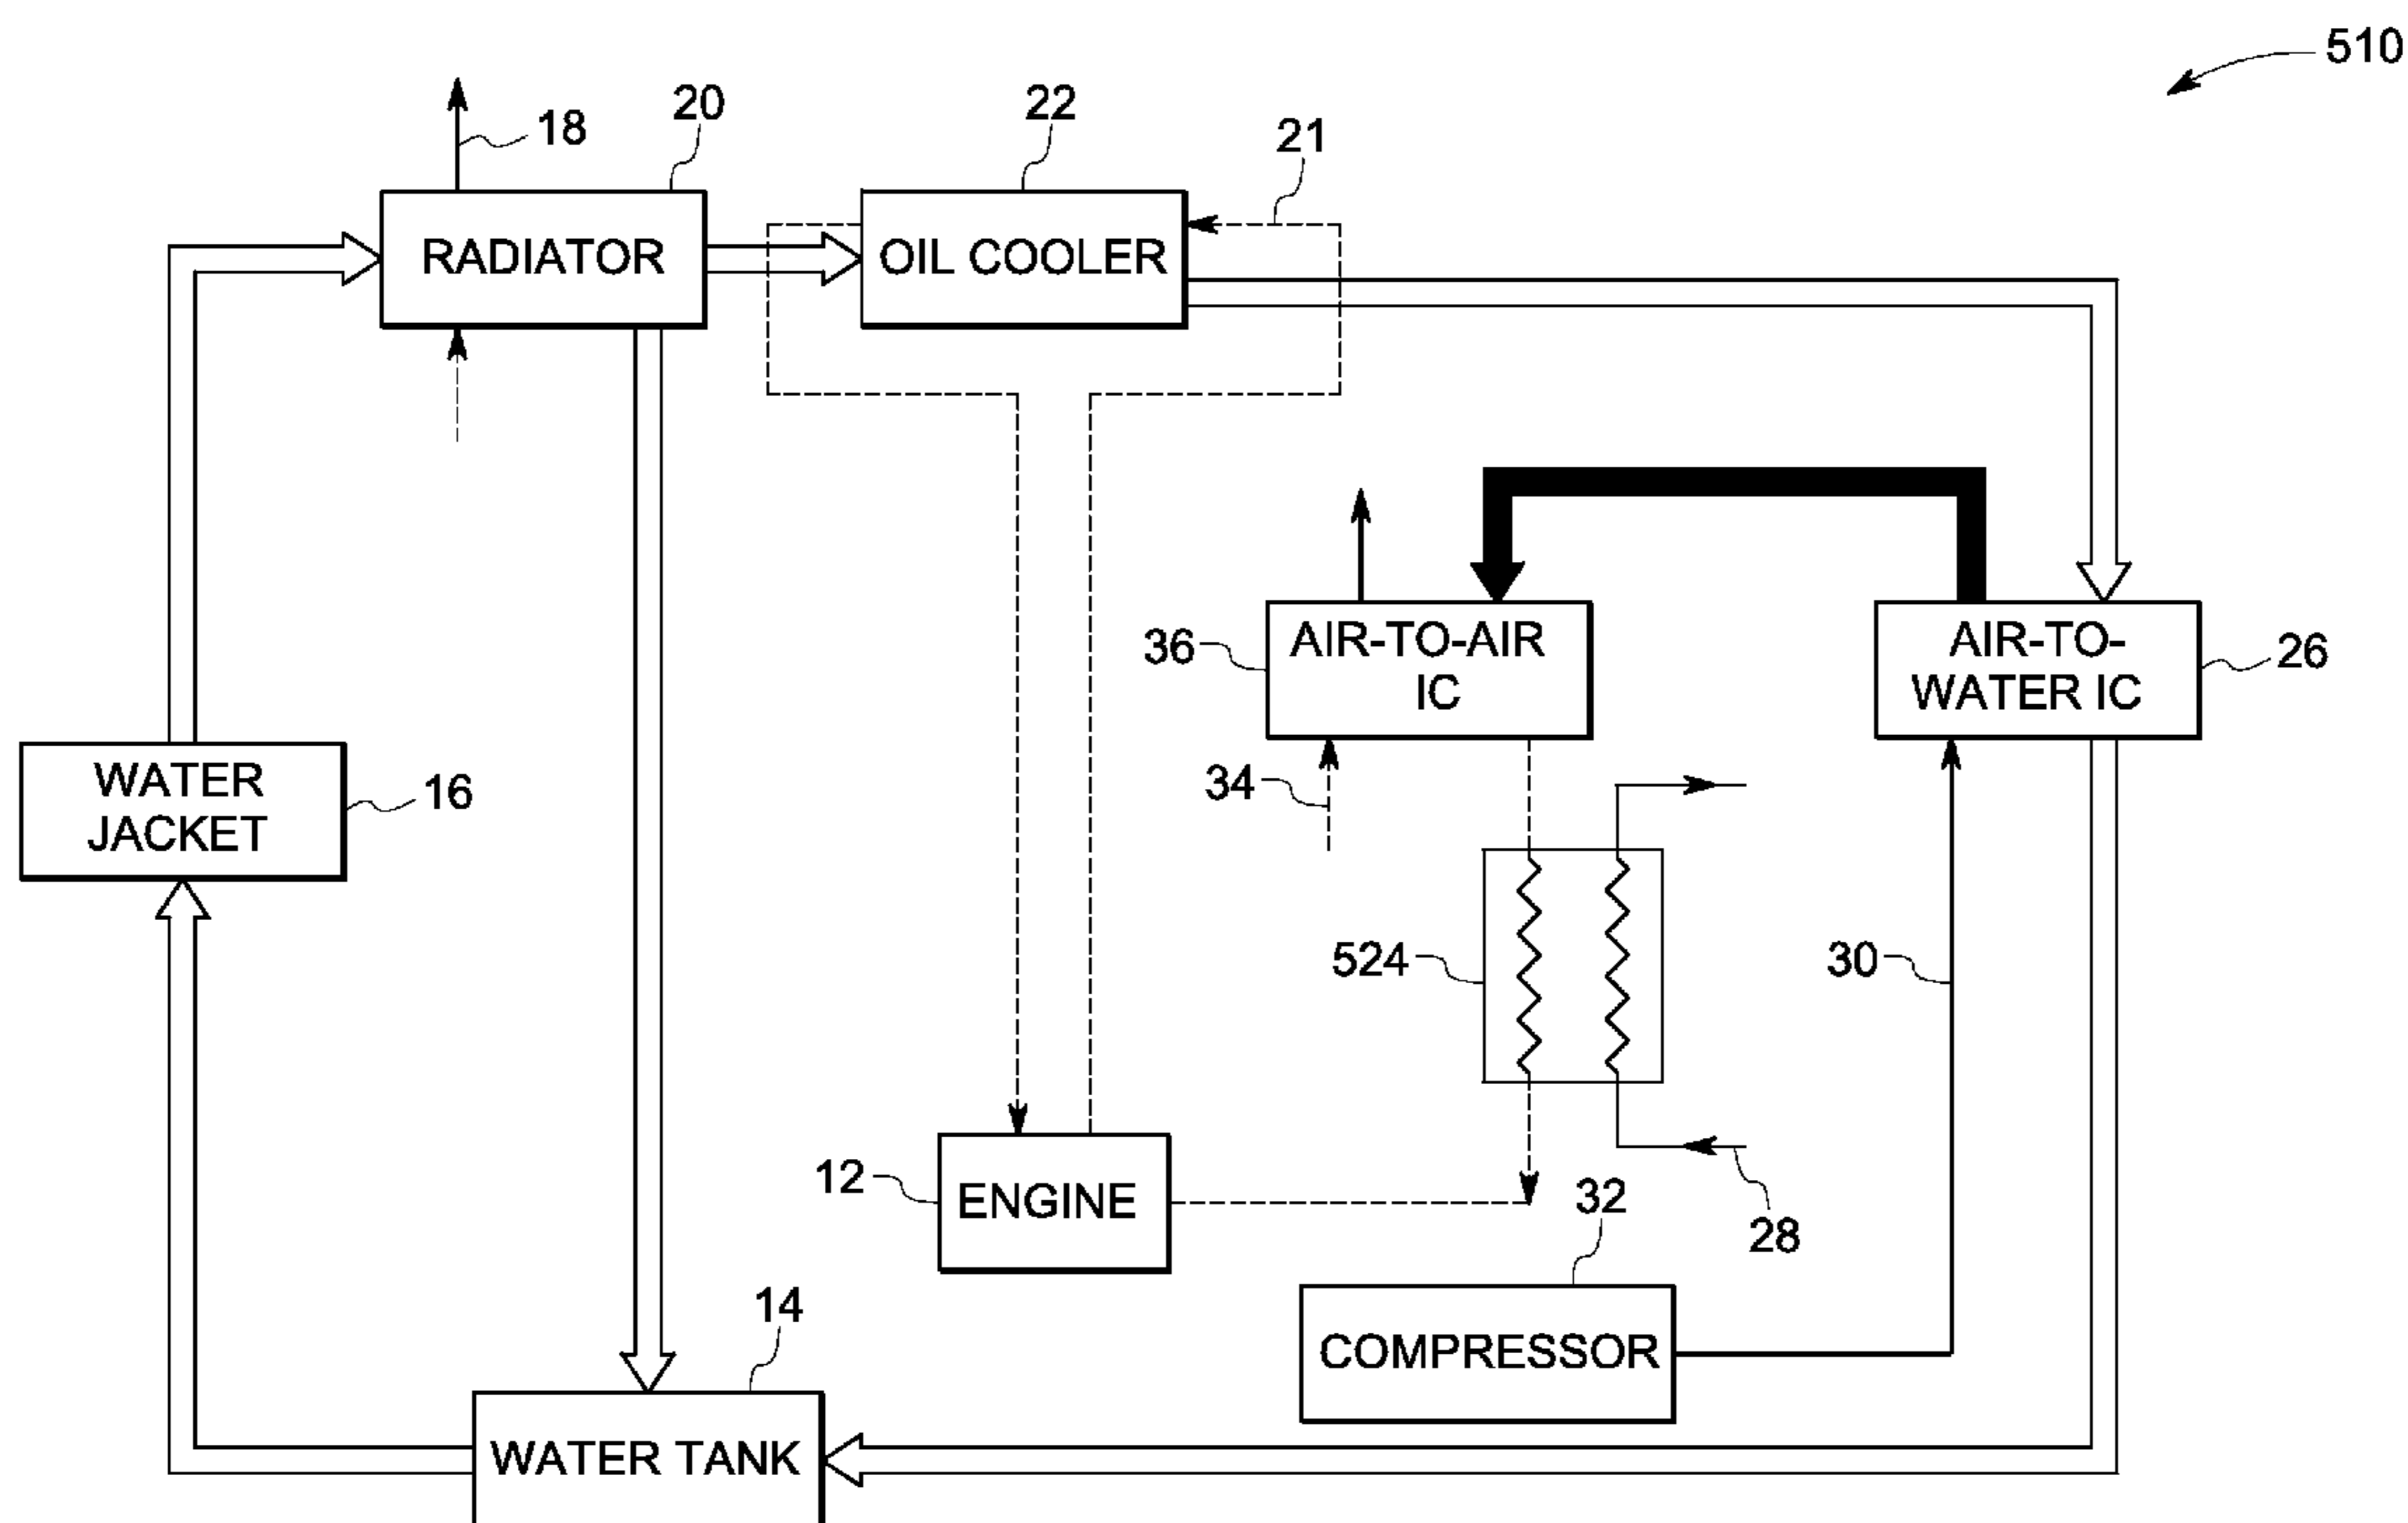 510
18
20
22
21
RADIATOR
OIL COOLER
36
AIR-TO-AIR
IC
AIR-TO-
WATER IC
26
WATER
JACKET
16
34
524
30
12
ENGINE
32
28
14
COMPRESSOR
WATER TANK